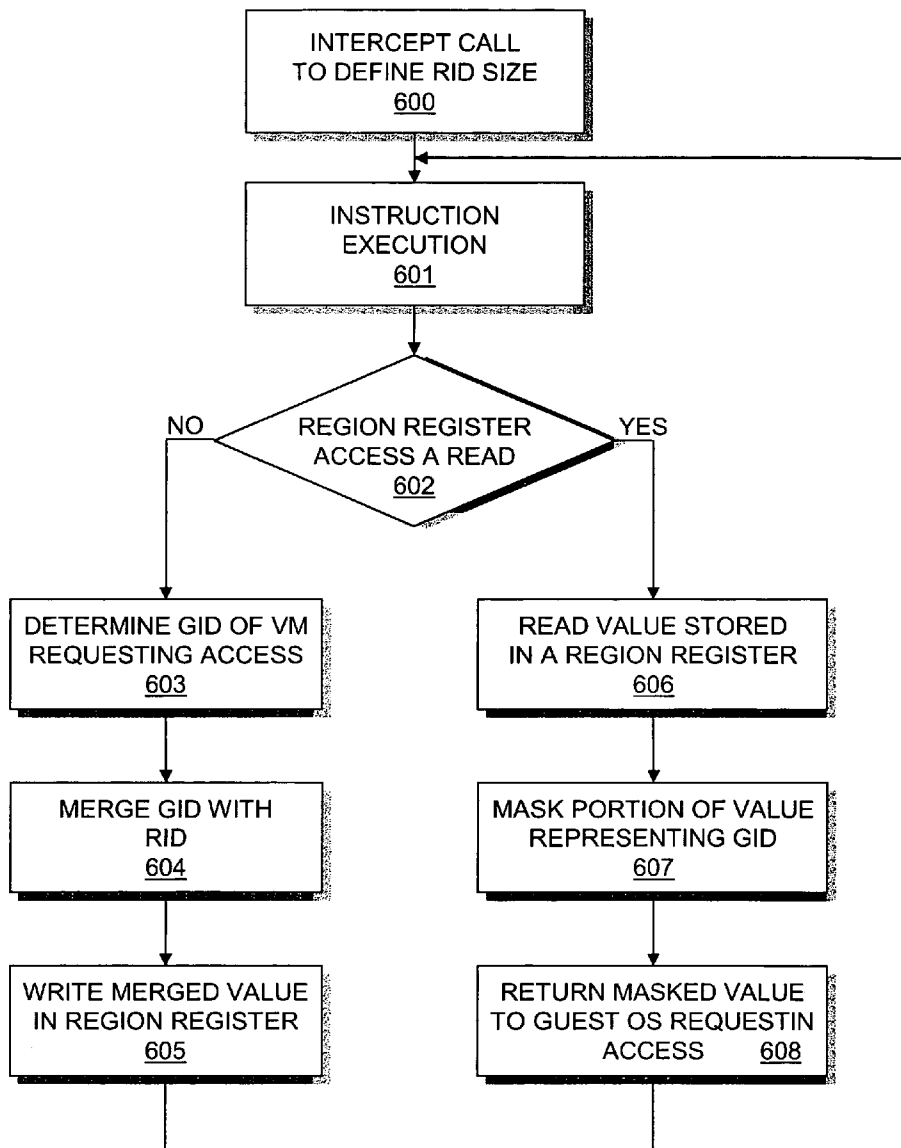 INTERCEPT CALL
TO DEFINE RID SIZE
600
INSTRUCTION
EXECUTION
601
NO
REGION REGISTER
ACCESS A READ
602
YES
DETERMINE GID OF VM
REQUESTING ACCESS
603
MERGE GID WITH
RID
604
WRITE MERGED VALUE
IN REGION REGISTER
605
READ VALUE STORED
IN A REGION REGISTER
606
MASK PORTION OF VALUE
REPRESENTING GID
607
RETURN MASKED VALUE
TO GUEST OS REQUESTIN
ACCESS 608